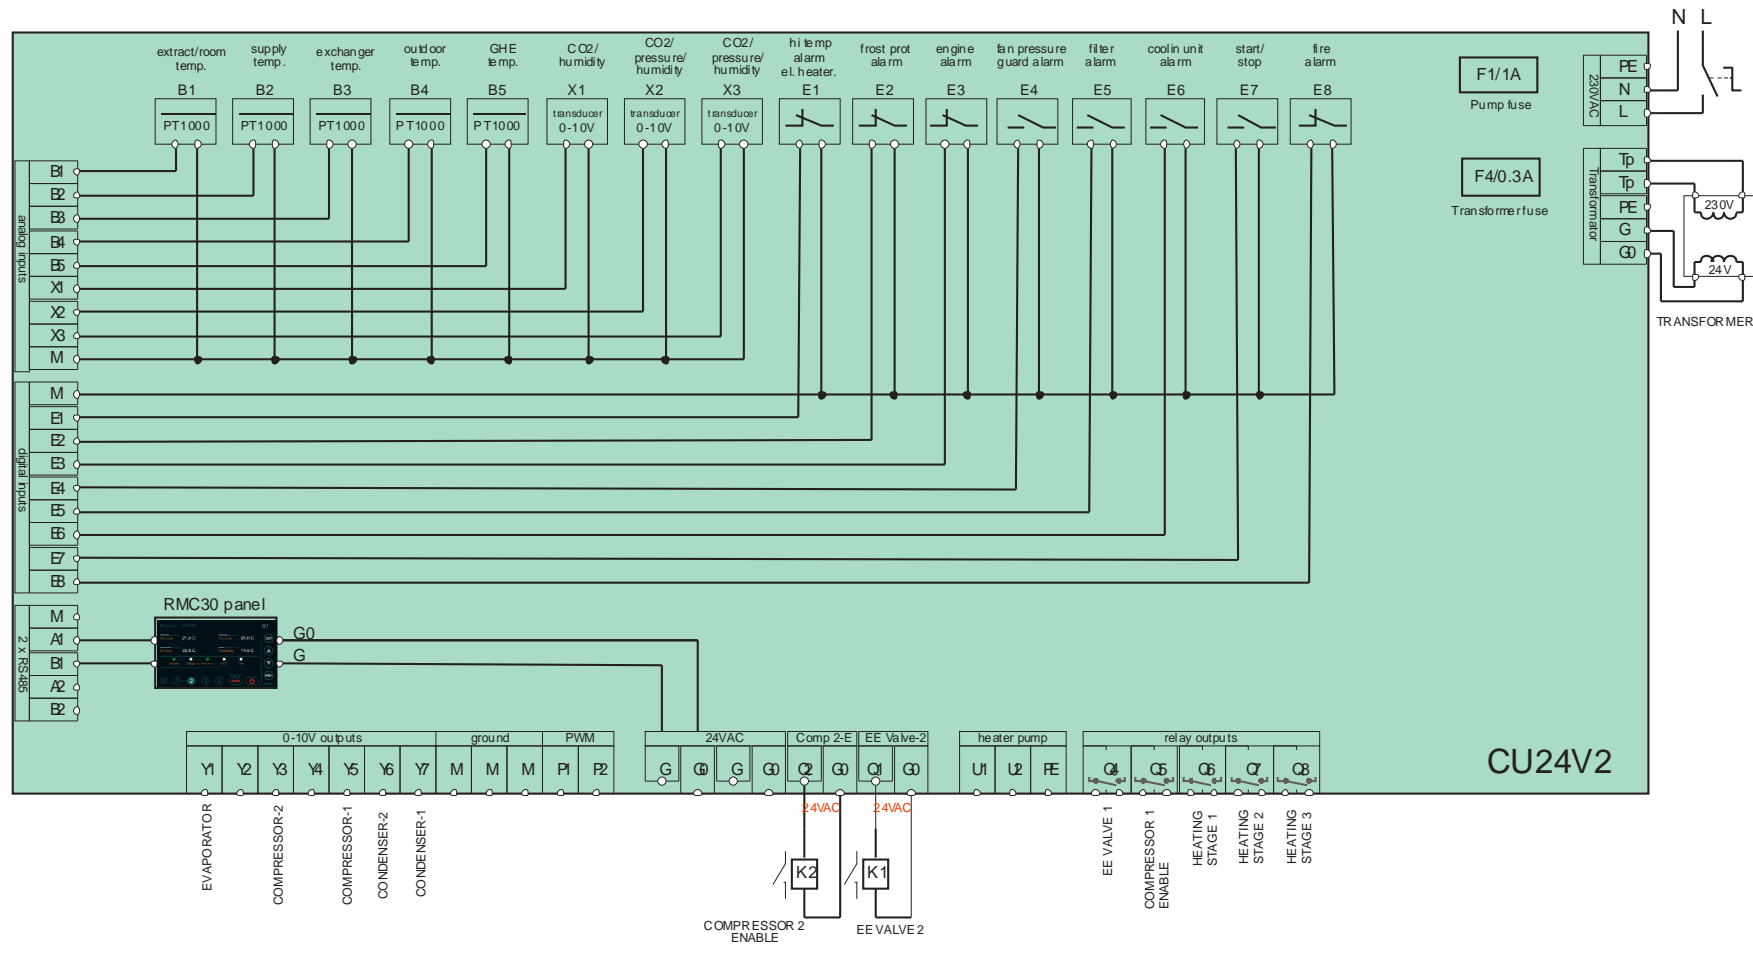 N L
extract/room
temp.
B1
PT1000
supply
temp.
B2
PT1000
exchanger
temp.
B3
PT1000
outdoor
temp.
B4
PT1000
GHE
temp.
B5
PT1000
CO2/
humidity
X1
transducer
0-10V
CO2/
pressure/
humidity
X2
transducer
0-10V
CO2/
pressure/
humidity
X3
transducer
0-10V
hi temp
alarm
el. heater.
E1
frost prot
alarm
E2
engine
alarm
E3
fan pressure
guard alarm
E4
filter
alarm
E5
coolin unit
alarm
E6
start/
stop
E7
fire
alarm
E8
F1/1A
Pump fuse
F4/0.3A
Transformer fuse
230VAC
PE
N
L
Transformator
Tp
Tp
PE
G
G0
230V
24V
TRANSFORMER
analog inputs
B1
B2
B3
B4
B5
X1
X2
X3
M
digital inputs
M
E1
E2
E3
E4
E5
E6
E7
E8
2 x RS485
M
A1
B1
A2
B2
RMC30 panel
G0
G
0-10V outputs
Y1 Y2 Y3 Y4 Y5 Y6 Y7
ground
M M M
PWM
P1 P2
24VAC
G G0 G G0
Comp 2-E
Q2 G0
EE Valve-2
Q1 G0
heater pump
U1 U2 PE
relay outputs
Q4 Q5 Q6 Q7 Q8
CU24V2
EVAPORATOR
COMPRESSOR-2
COMPRESSOR-1
CONDENSER-2
CONDENSER-1
24VAC
K2
COMPRESSOR 2
ENABLE
24VAC
K1
EE VALVE 2
EE VALVE 1
COMPRESSOR 1
ENABLE
HEATING
STAGE 1
HEATING
STAGE 2
HEATING
STAGE 3